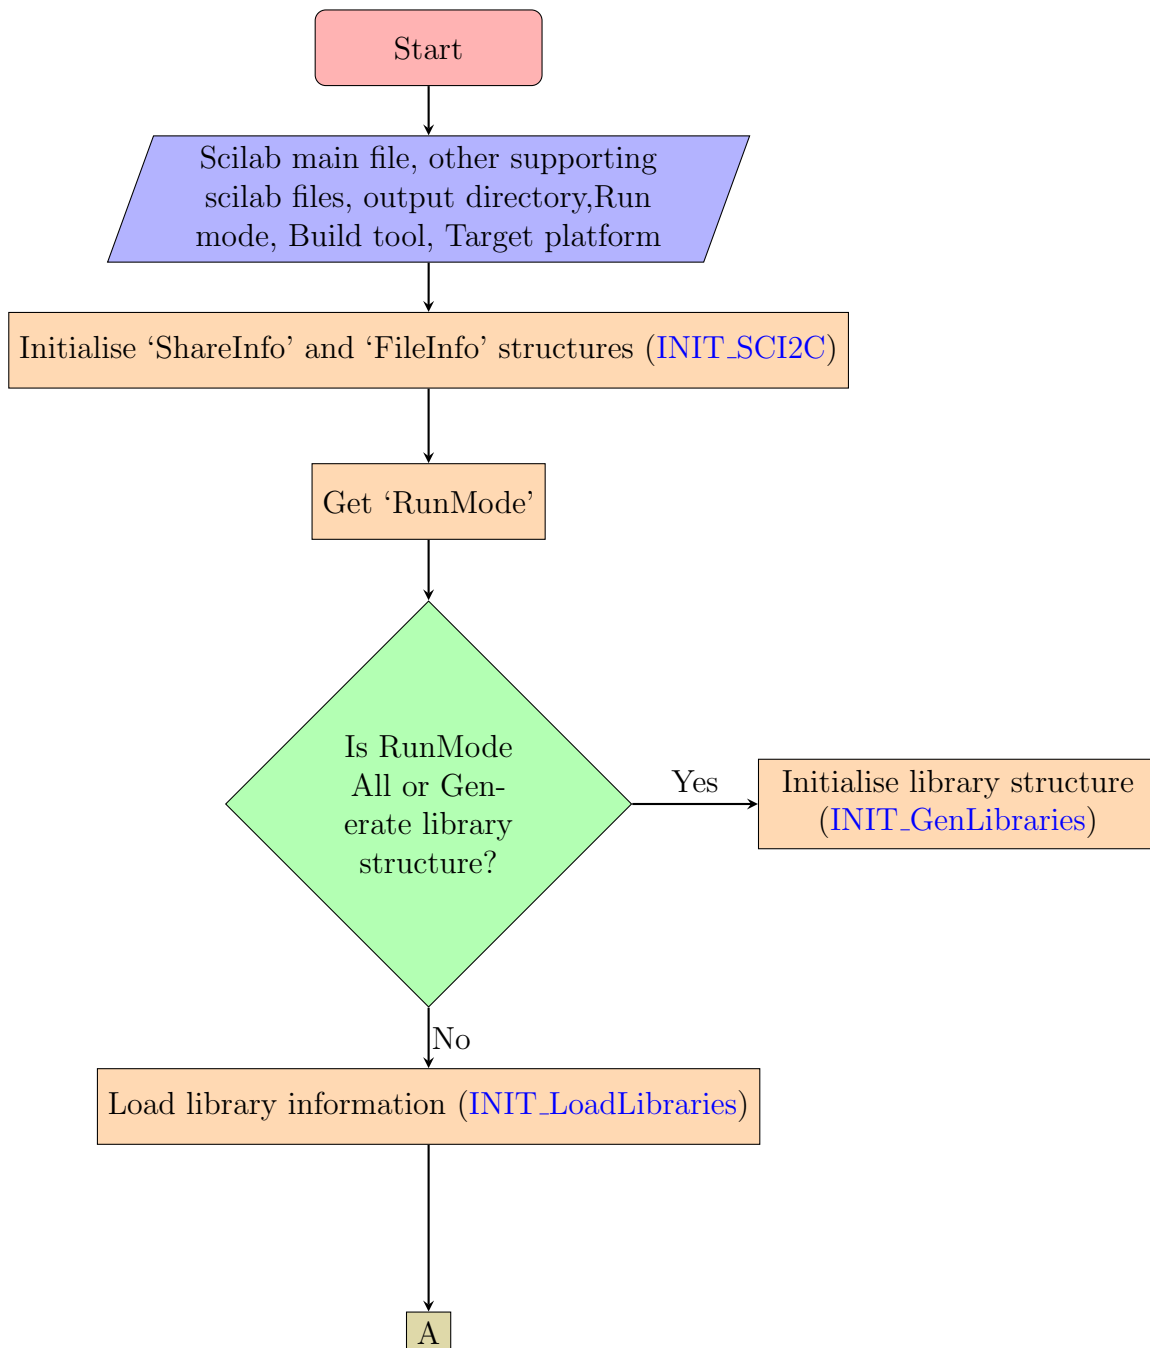 Start
Scilab main file, other supporting
scilab files, output directory,Run
mode, Build tool, Target platform
Initialise ‘ShareInfo’ and ‘FileInfo’ structures (INIT_SCI2C)
Get ‘RunMode’
Is RunMode
All or Gen-
erate library
structure?
Yes
Initialise library structure
(INIT_GenLibraries)
No
Load library information (INIT_LoadLibraries)
A